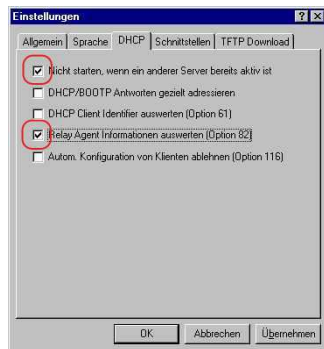 Einstellungen
Allgemein Sprache DHCP Schnittstellen TFTP Download
Nicht starten, wenn ein anderer Server bereits aktiv ist
DHCP/BOOTP Antworten gezielt adressieren
DHCP Client Identifier auswerten (Option 61)
Relay Agent Informationen auswerten (Option 82)
Autom. Konfiguration von Klienten ablehnen (Option 116)
OK Abbrechen Übernehmen